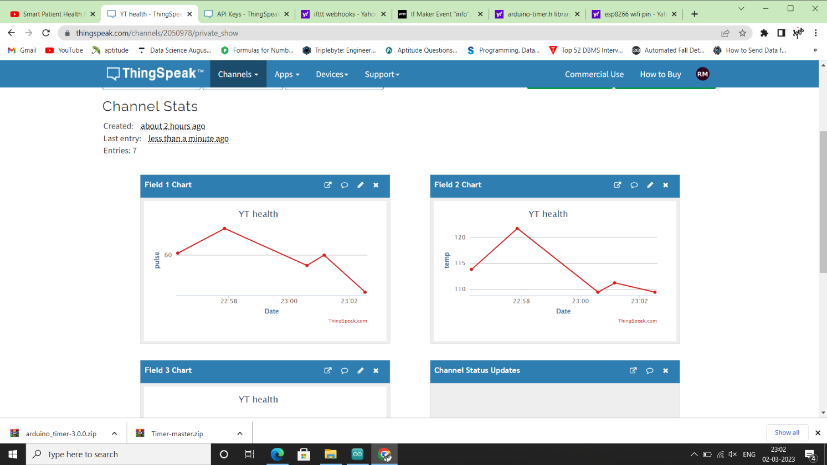 Smart Patient Health
YT health - ThingSpe
API Keys - ThingSpeak
ifttt webhooks - Yaho
If Maker Event "info",
arduino-timer.h librar
esp8266 wifi pin - Ya
thingspeak.com/channels/2050978/private_show
Gmail YouTube aptitude Data Science Augus... Formulas for Numb... Triplebyte: Engineer... Aptitude Questions... Programming, Data... Top 52 DBMS Interv... Automated Fall Det... How to Send Data f...
ThingSpeak™ Channels Apps Devices Support Commercial Use How to Buy RM
Channel Stats
Created: about 2 hours ago
Last entry: less than a minute ago
Entries: 7
Field 1 Chart
YT health
pulse
60
22:58 23:00 23:02
Date
ThingSpeak.com
Field 2 Chart
YT health
temp
120
115
110
22:58 23:00 23:02
Date
ThingSpeak.com
Field 3 Chart
YT health
Channel Status Updates
arduino_timer-3.0.0.zip
Timer-master.zip
Show all
Type here to search
ENG
23:02
02-03-2023
4